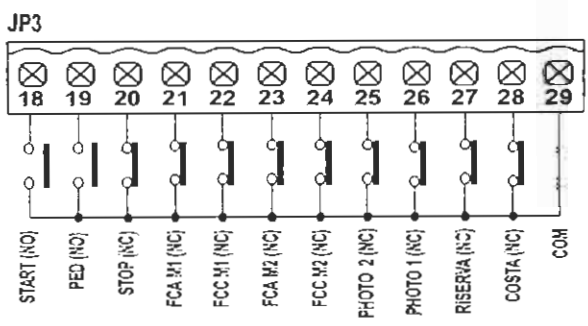 JP3
18 19 20 21 22 23 24 25 26 27 28 29
START (NO)
PED (NO)
STOP (NC)
FCA M1 (NC)
FCC M1 (NC)
FCA M2 (NC)
FCC M2 (NC)
PHOTO 2 (NC)
PHOTO 1 (NC)
RISERVA (NC)
COSTA (NC)
COM